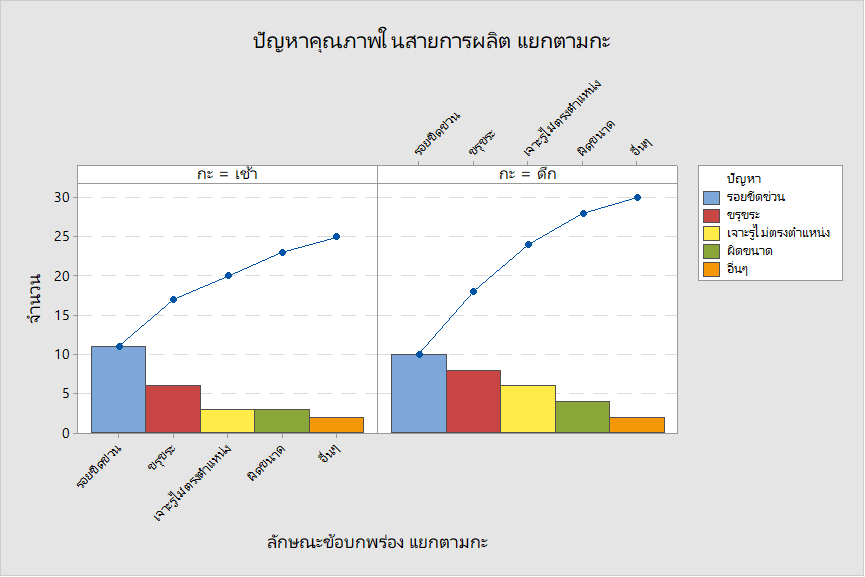 ปัญหาคุณภาพในสายการผลิต แยกตามกะ
รอยขีดข่วน
ขรุขระ
เจาะรูไม่ตรงตำแหน่ง
ผิดขนาด
อื่นๆ
กะ = เช้า
กะ = ดึก
30
25
20
15
10
5
0
จำนวน
รอยขีดข่วน
ขรุขระ
เจาะรูไม่ตรงตำแหน่ง
ผิดขนาด
อื่นๆ
ลักษณะข้อบกพร่อง แยกตามกะ
ปัญหา
รอยขีดข่วน
ขรุขระ
เจาะรูไม่ตรงตำแหน่ง
ผิดขนาด
อื่นๆ